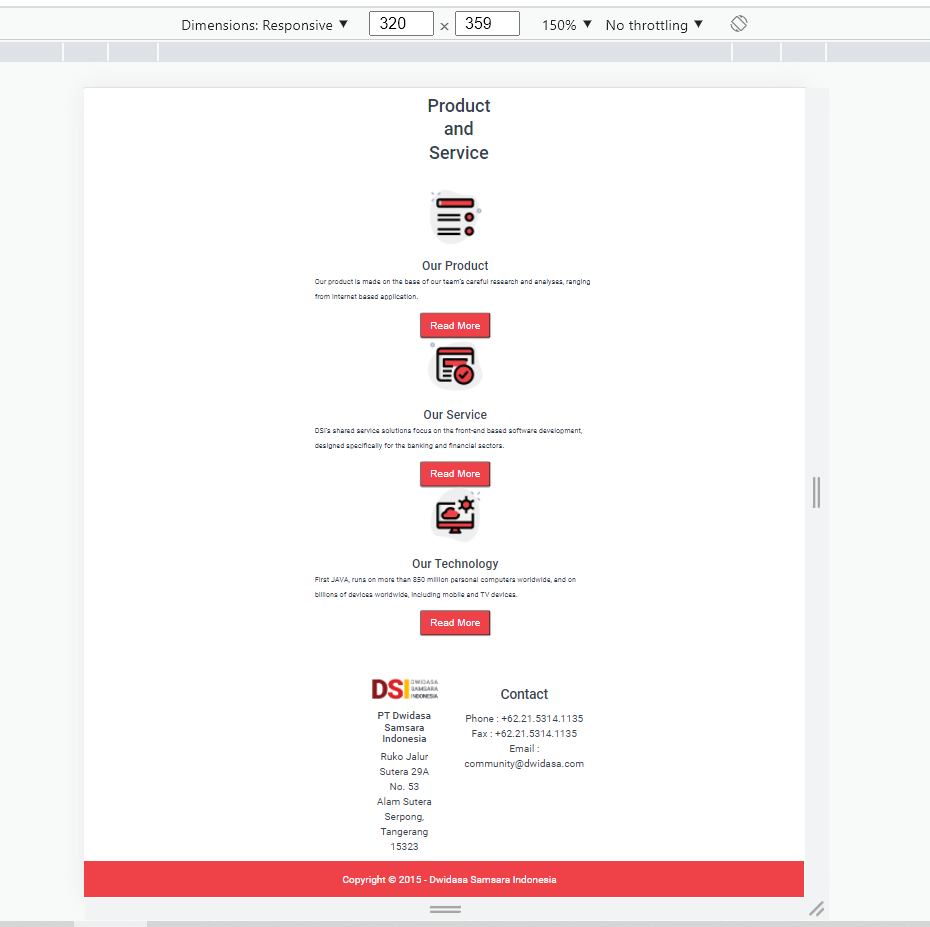 Dimensions: Responsive ▼ 320 × 359 150% ▼ No throttling ▼
Product
and
Service
Our Product
Our product is made on the base of our team's careful research and analyses, ranging
from internet based application.
Read More
Our Service
DSI's shared service solutions focus on the front-end based software development,
designed specifically for the banking and financial sectors.
Read More
Our Technology
First JAVA, runs on more than 850 million personal computers worldwide, and on
billions of devices worldwide, including mobile and TV devices.
Read More
DSI DWIDASA
SAMSARA
INDONESIA
PT Dwidasa
Samsara
Indonesia
Ruko Jalur
Sutera 29A
No. 53
Alam Sutera
Serpong,
Tangerang
15323
Contact
Phone : +62.21.5314.1135
Fax : +62.21.5314.1135
Email :
community@dwidasa.com
Copyright © 2015 - Dwidasa Samsara Indonesia